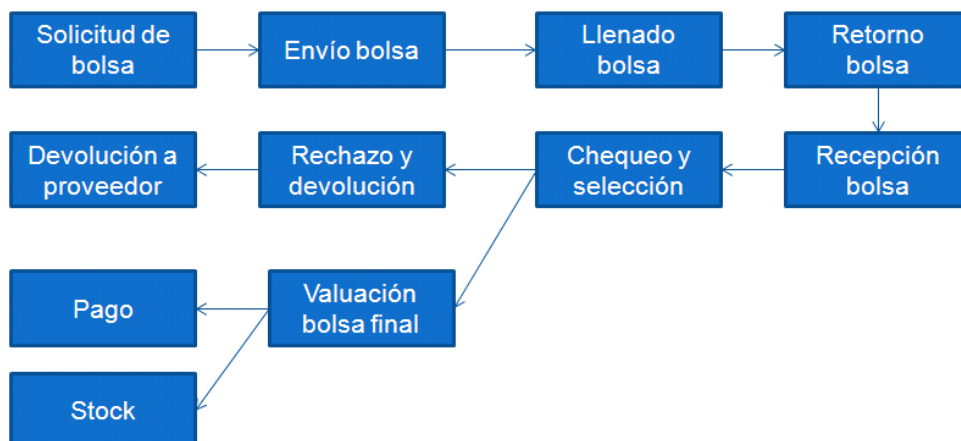 Solicitud de
bolsa
Envío bolsa
Llenado
bolsa
Retorno
bolsa
Devolución a
proveedor
Rechazo y
devolución
Chequeo y
selección
Recepción
bolsa
Pago
Valuación
bolsa final
Stock